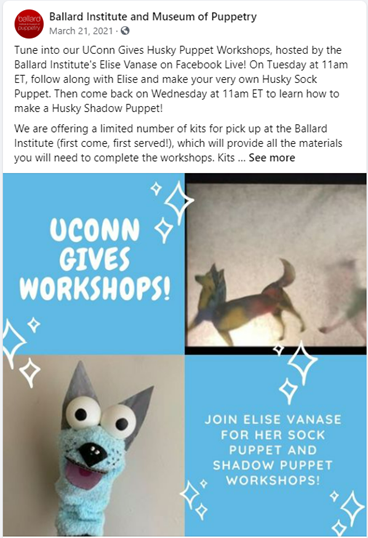 ballard
puppetry
Ballard Institute and Museum of Puppetry
March 21, 2021 ·
Tune into our UConn Gives Husky Puppet Workshops, hosted by the
Ballard Institute's Elise Vanase on Facebook Live! On Tuesday at 11am
ET, follow along with Elise and make your very own Husky Sock
Puppet. Then come back on Wednesday at 11am ET to learn how to
make a Husky Shadow Puppet!
We are offering a limited number of kits for pick up at the Ballard
Institute (first come, first served!), which will provide all the materials
you will need to complete the workshops. Kits ... See more
UCONN
GIVES
WORKSHOPS!
JOIN ELISE VANASE
FOR HER SOCK
PUPPET AND
SHADOW PUPPET
WORKSHOPS!